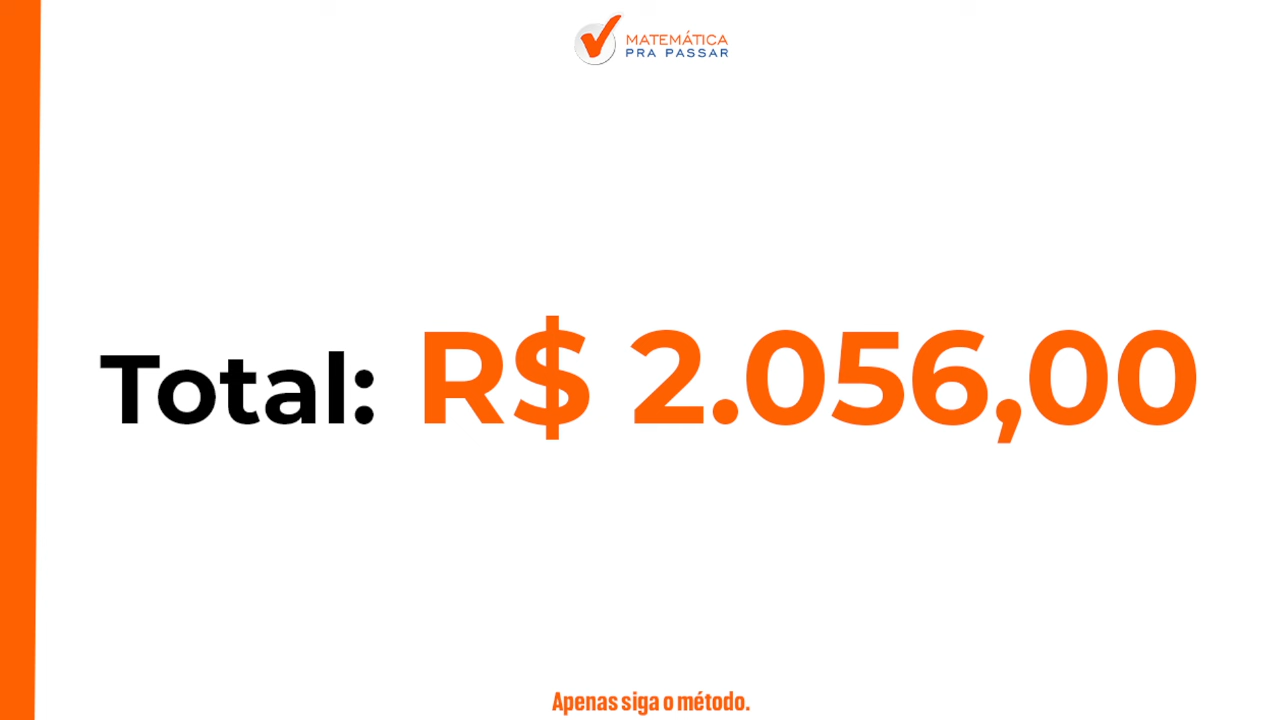 MATEMÁTICA
PRA PASSAR
Total: R$ 2.056,00
Apenas siga o método.